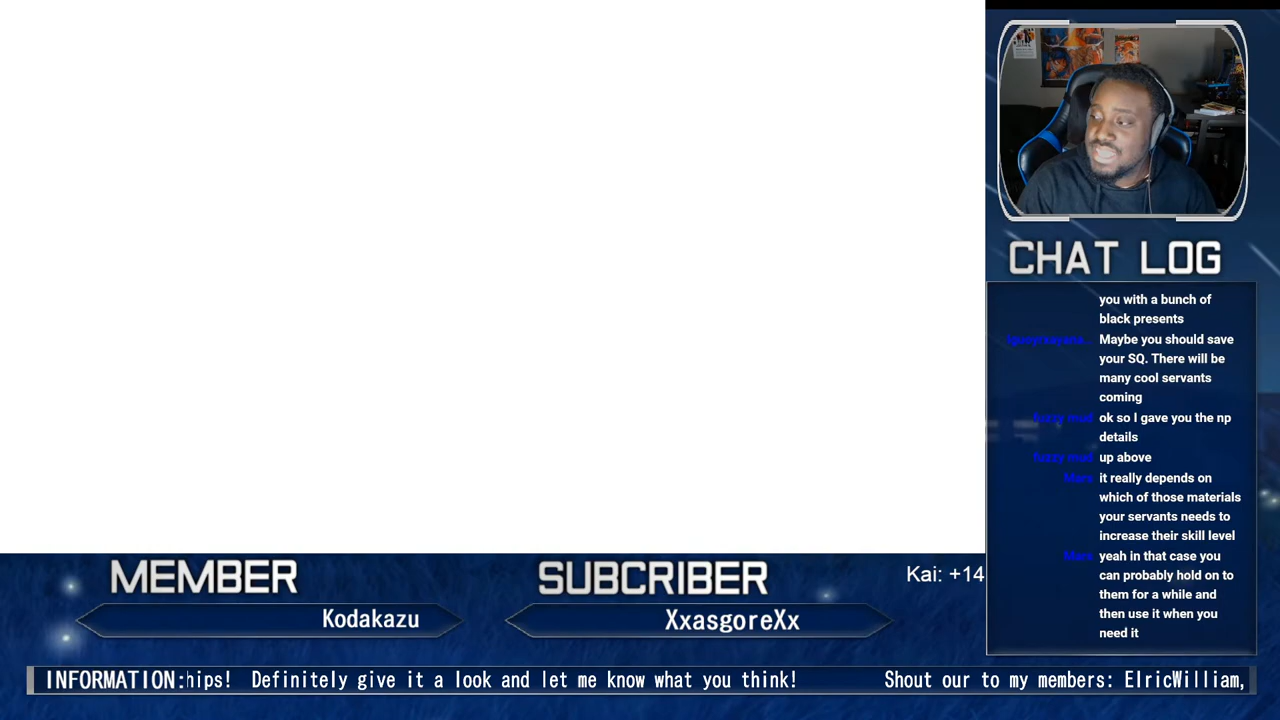 CHAT LOG
you with a bunch of
black presents
Maybe you should save
your SQ. There will be
many cool servants
coming
fuzzy mud ok so I gave you the np
details
fuzzy mud up above
it really depends on
which of those materials
your servants needs to
increase their skill level
yeah in that case you
can probably hold on to
them for a while and
then use it when you
need it
MEMBER
Kodakazu
SUBCRIBER
XxasgoreXx
Kai: +14
INFORMATION: hips! Definitely give it a look and let me know what you think! Shout our to my members: ElricWilliam,